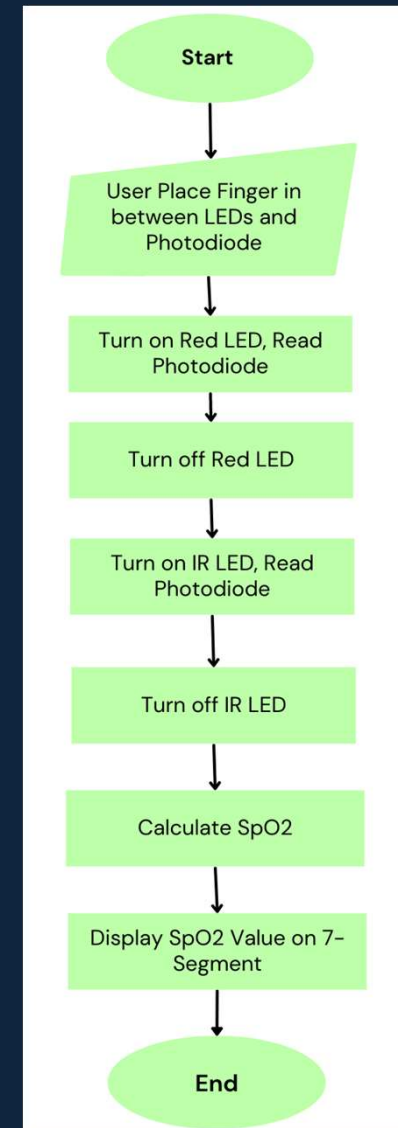 Start
User Place Finger in
between LEDs and
Photodiode
Turn on Red LED, Read
Photodiode
Turn off Red LED
Turn on IR LED, Read
Photodiode
Turn off IR LED
Calculate SpO2
Display SpO2 Value on 7-
Segment
End